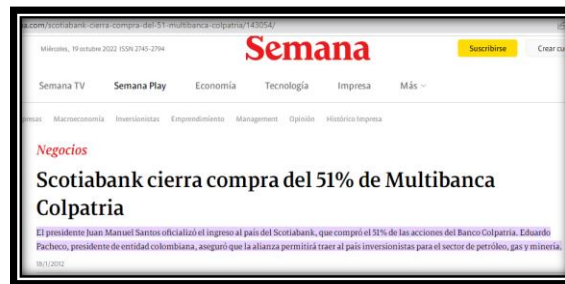 a.com/scotiabank-cierra-compra-del-51-multibanca-colpatria/143054/
Miércoles, 19 octubre 2022 ISSN 2745-2794
Semana
Suscribirse
Crear cu
Semana TV Semana Play Economía Tecnología Impresa Más
presas Macroeconomía Inversionistas Emprendimiento Management Opinión Histórico Impresa
Negocios
Scotiabank cierra compra del 51% de Multibanca
Colpatria
El presidente Juan Manuel Santos oficializó el ingreso al país del Scotiabank, que compró el 51% de las acciones del Banco Colpatria. Eduardo
Pacheco, presidente de entidad colombiana, aseguró que la alianza permitirá traer al país inversionistas para el sector de petróleo, gas y minería.
18/1/2012